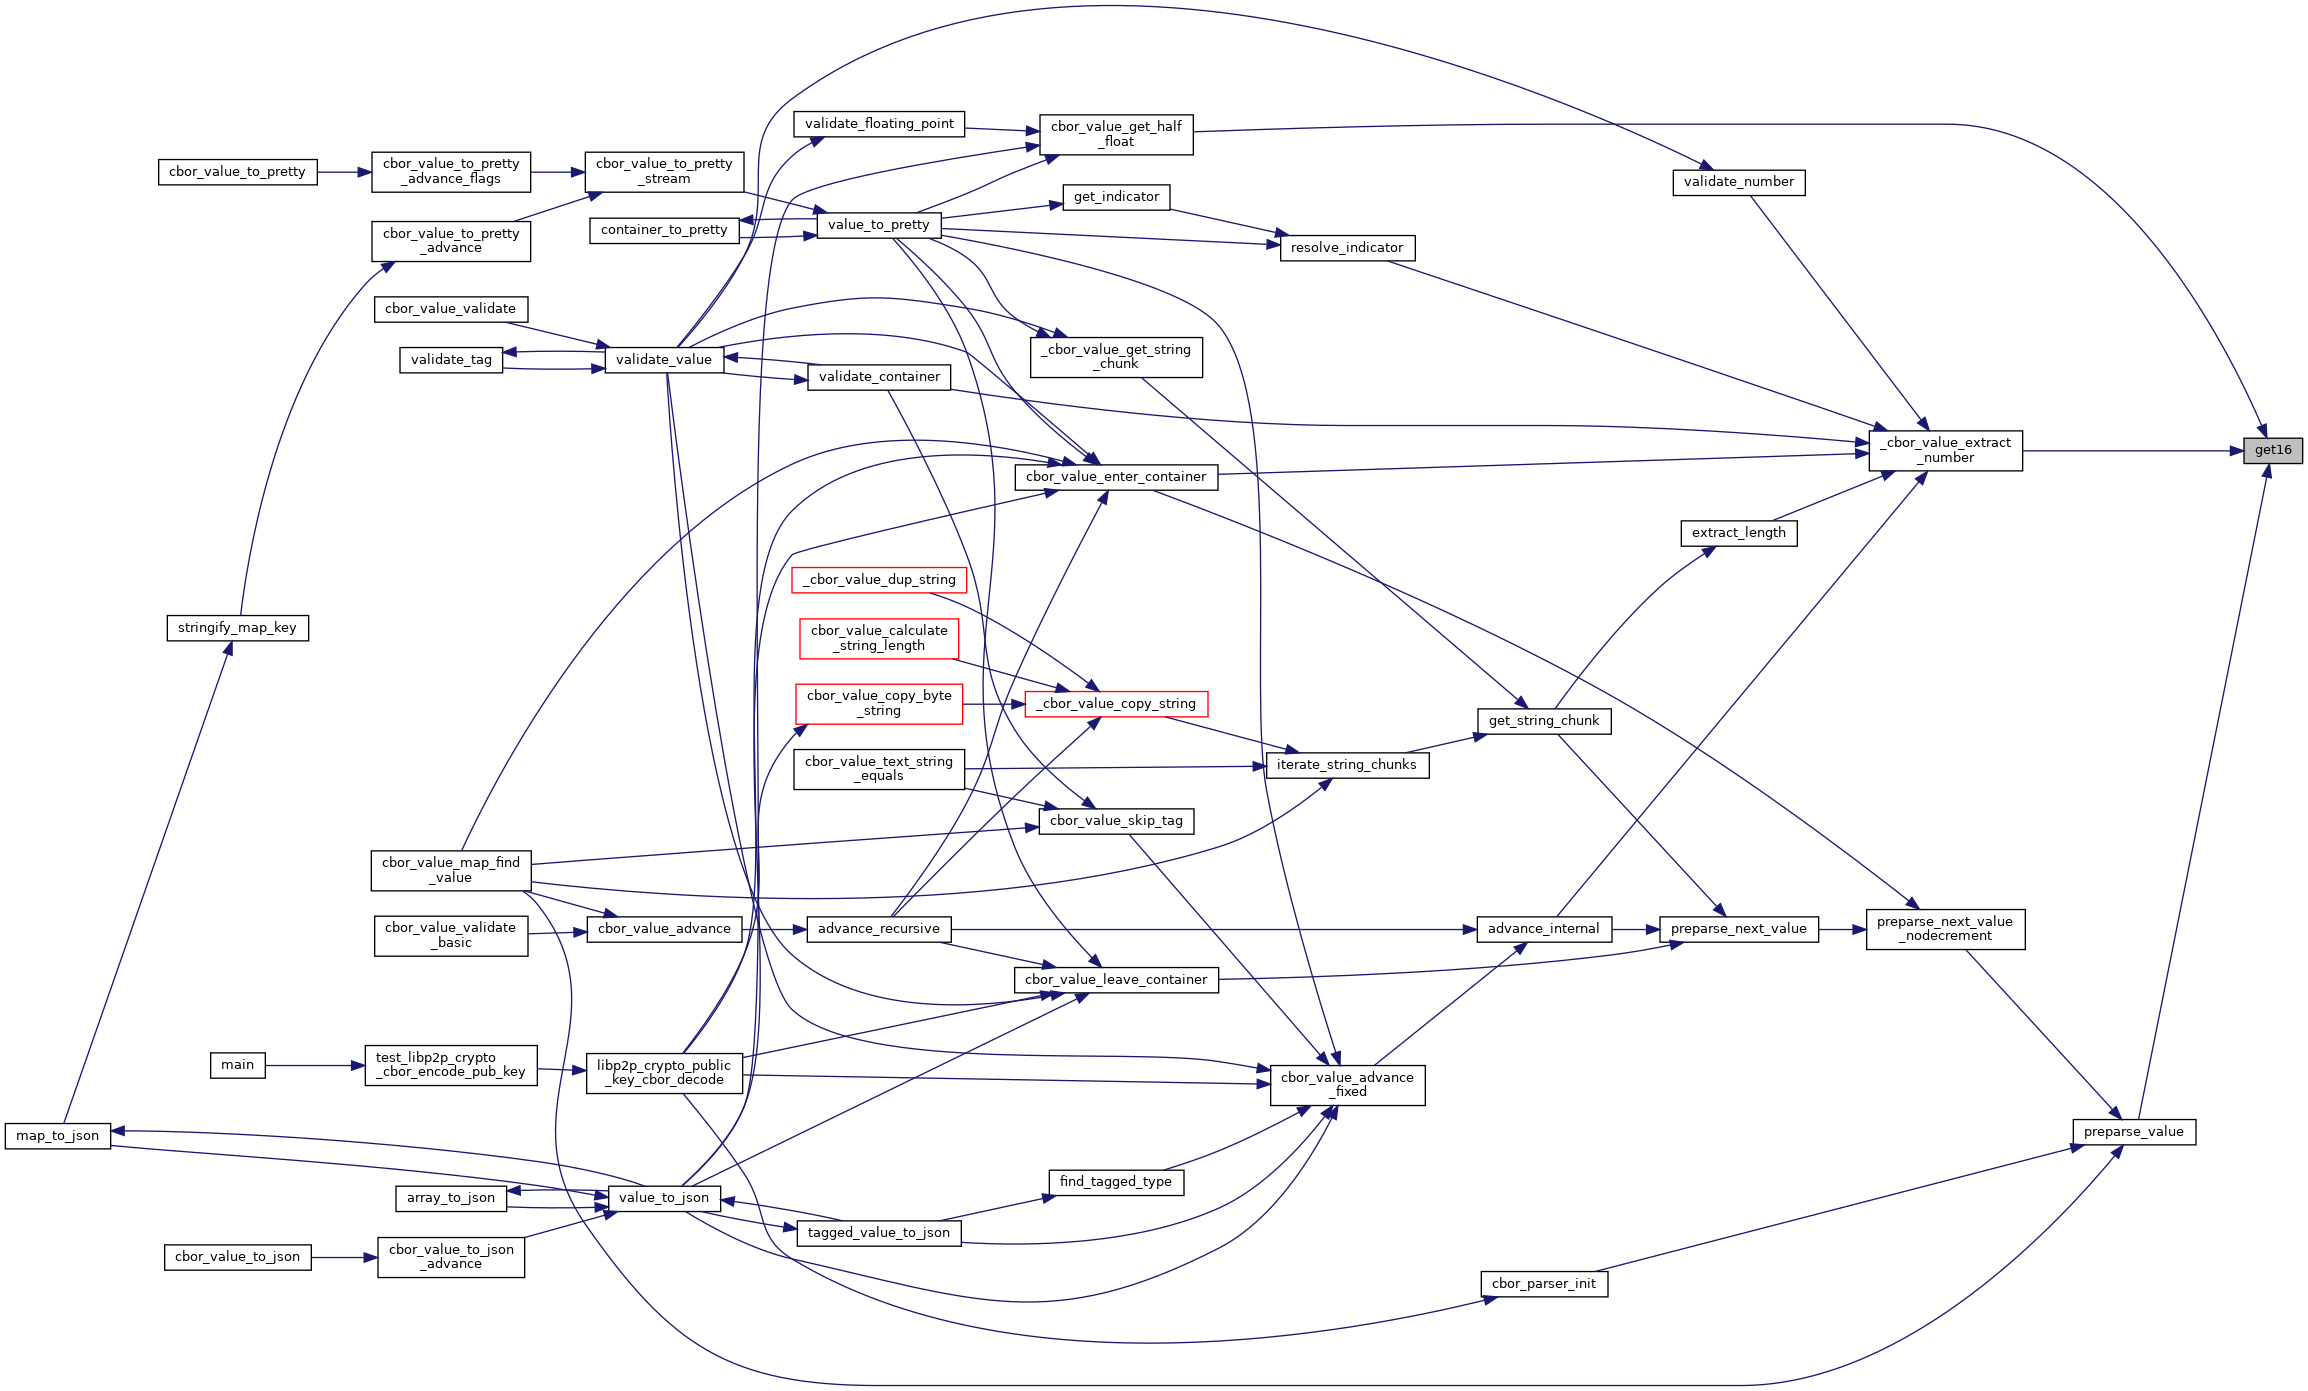 validate_floating_point
cbor_value_get_half
_float
cbor_value_to_pretty
cbor_value_to_pretty
_advance_flags
cbor_value_to_pretty
_stream
validate_number
get_indicator
container_to_pretty
value_to_pretty
cbor_value_to_pretty
_advance
resolve_indicator
cbor_value_validate
validate_tag
validate_value
_cbor_value_get_string
_chunk
validate_container
_cbor_value_extract
_number
get16
cbor_value_enter_container
extract_length
_cbor_value_dup_string
stringify_map_key
cbor_value_calculate
_string_length
cbor_value_copy_byte
_string
_cbor_value_copy_string
get_string_chunk
cbor_value_text_string
_equals
iterate_string_chunks
cbor_value_skip_tag
cbor_value_map_find
_value
cbor_value_validate
_basic
cbor_value_advance
advance_recursive
advance_internal
preparse_next_value
preparse_next_value
_nodecrement
cbor_value_leave_container
main
test_libp2p_crypto
_cbor_encode_pub_key
libp2p_crypto_public
_key_cbor_decode
cbor_value_advance
_fixed
map_to_json
preparse_value
find_tagged_type
array_to_json
value_to_json
tagged_value_to_json
cbor_value_to_json
cbor_value_to_json
_advance
cbor_parser_init